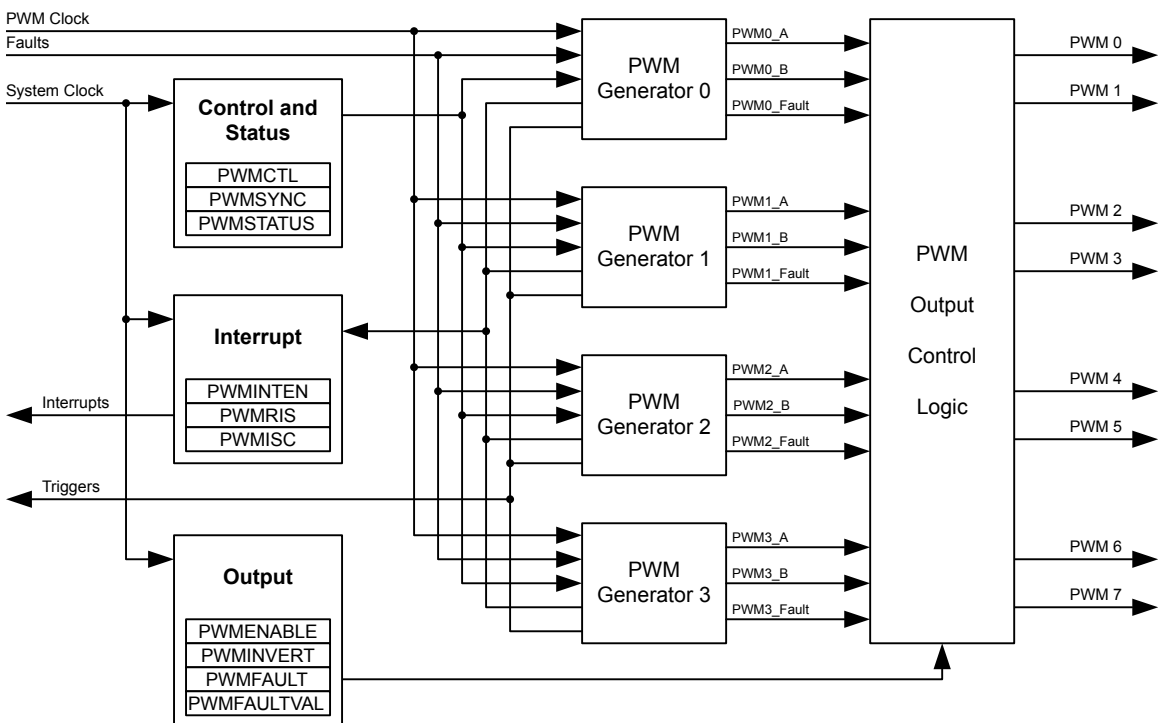 PWM Clock
Faults
System Clock
Control and
Status
PWMCTL
PWMSYNC
PWMSTATUS
Interrupt
PWMINTEN
PWMRIS
PWMISC
Interrupts
Triggers
Output
PWMENABLE
PWMINVERT
PWMFAULT
PWMFAULTVAL
PWM
Generator 0
PWM0_A
PWM0_B
PWM0_Fault
PWM
Generator 1
PWM1_A
PWM1_B
PWM1_Fault
PWM
Generator 2
PWM2_A
PWM2_B
PWM2_Fault
PWM
Generator 3
PWM3_A
PWM3_B
PWM3_Fault
PWM
Output
Control
Logic
PWM 0
PWM 1
PWM 2
PWM 3
PWM 4
PWM 5
PWM 6
PWM 7